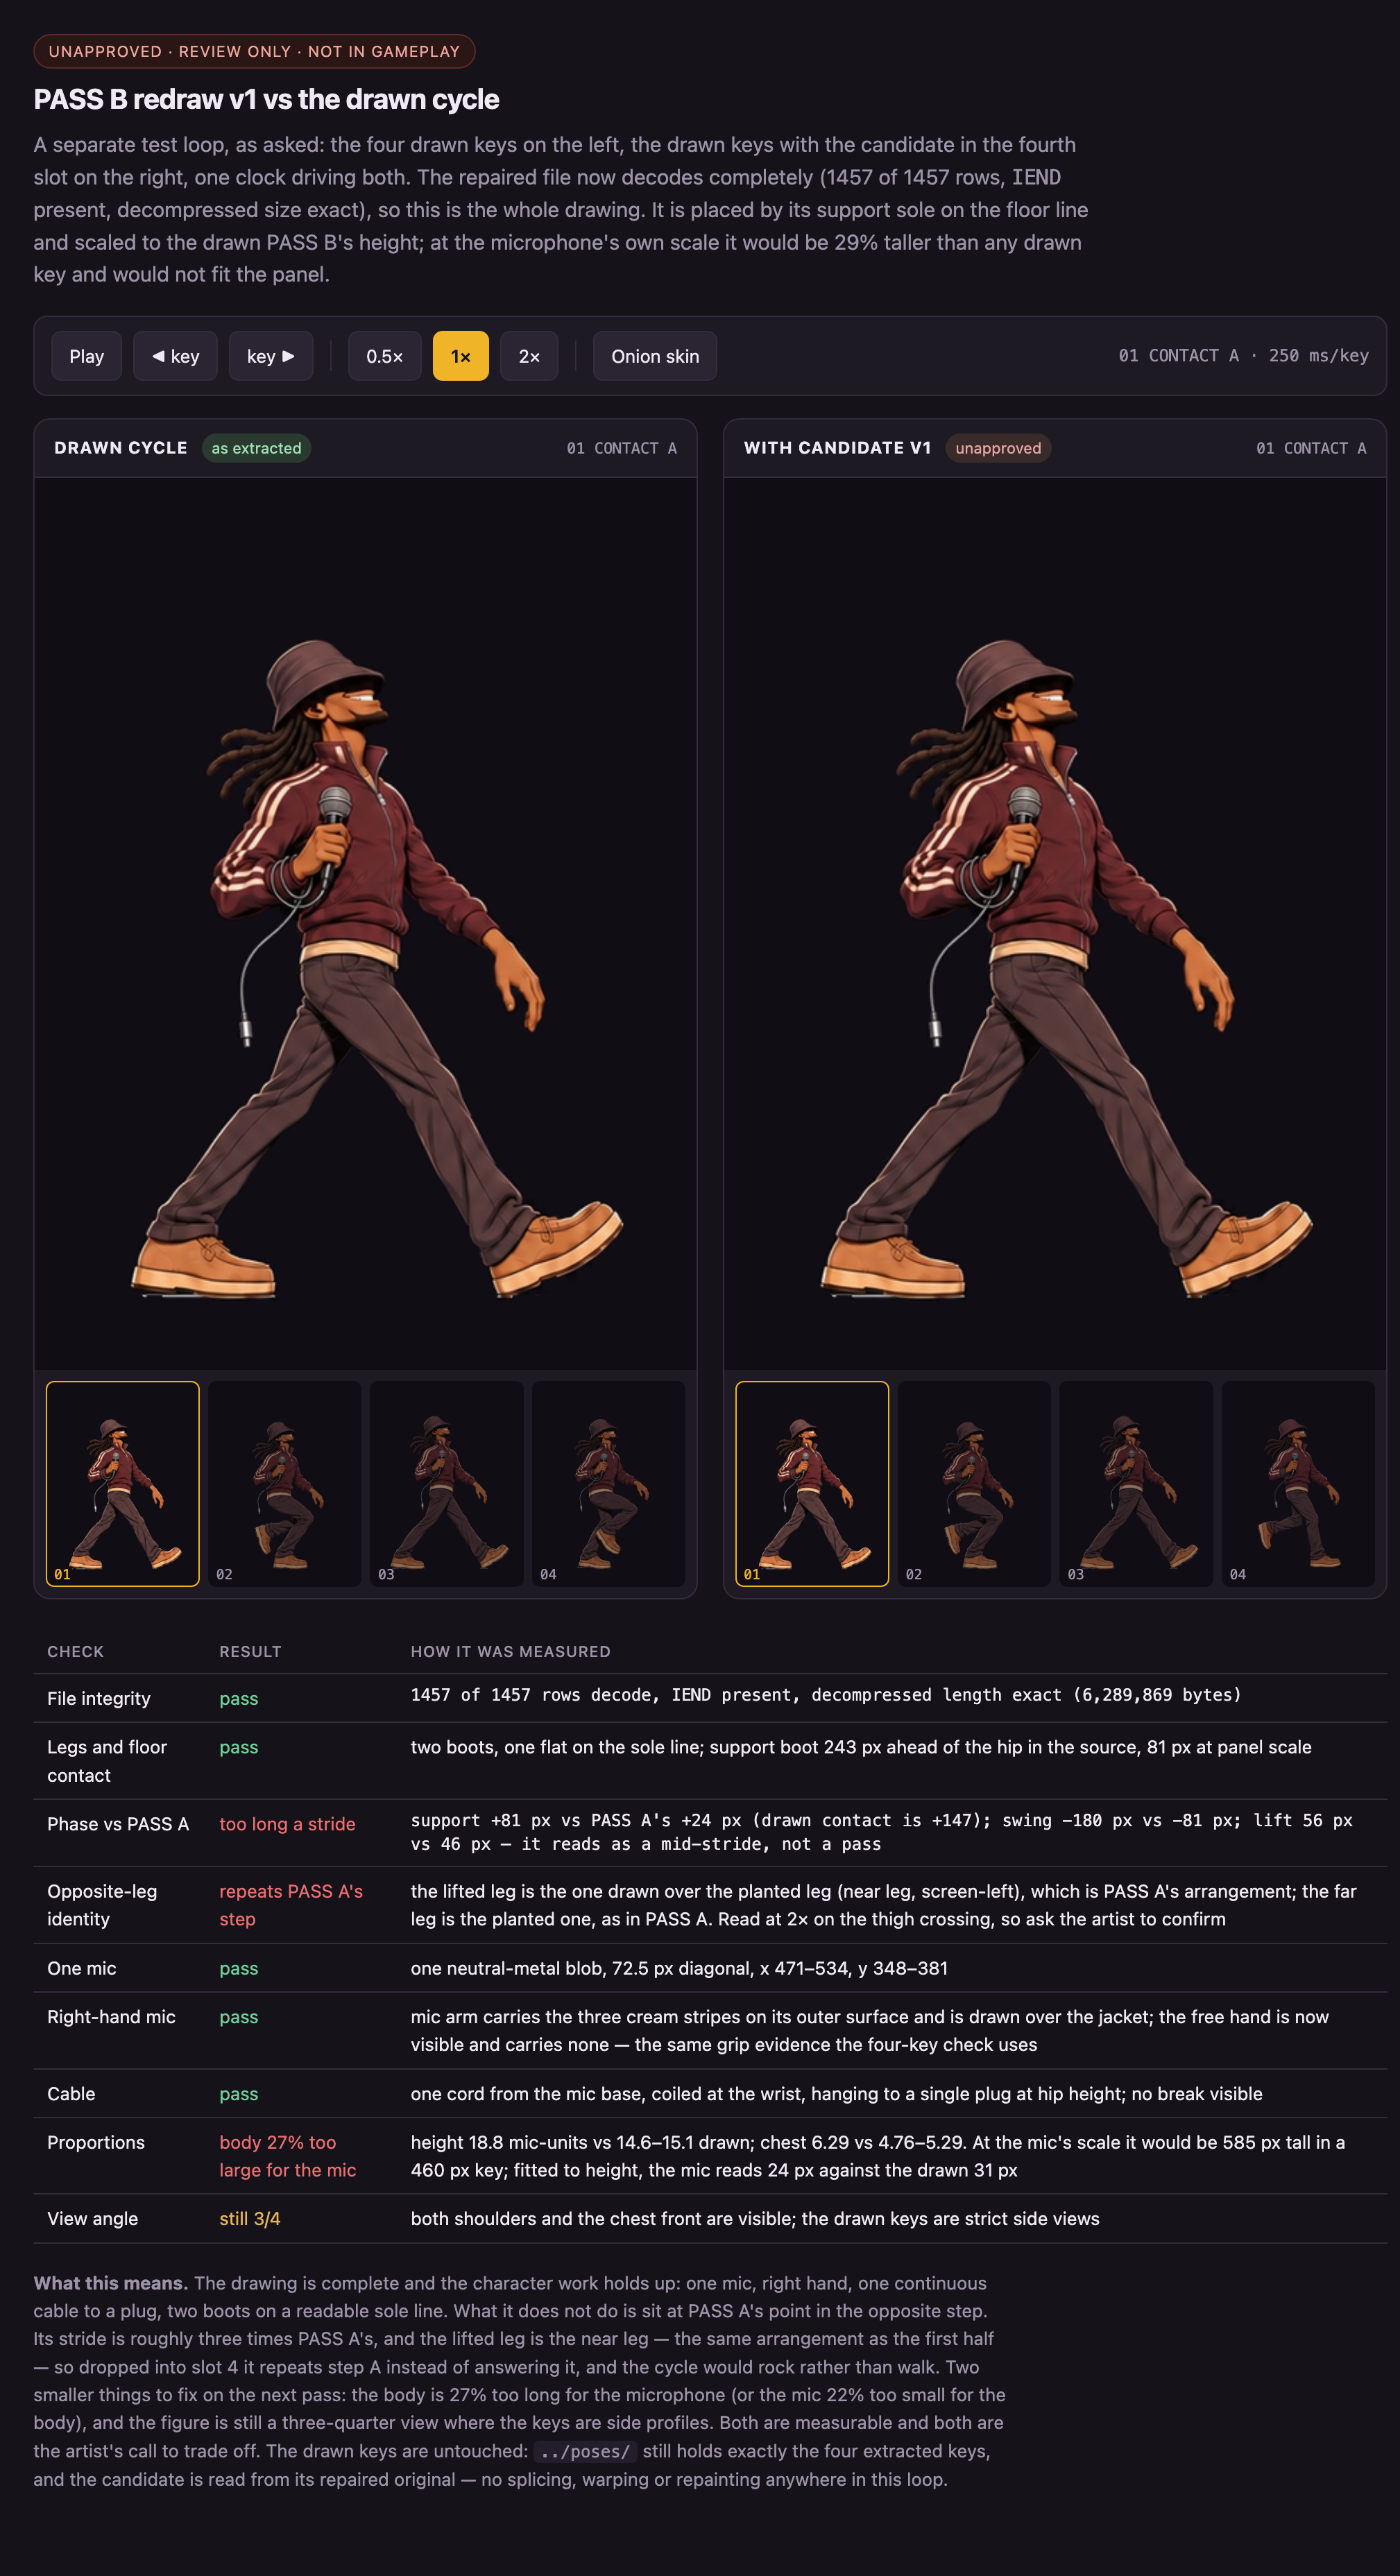 UNAPPROVED · REVIEW ONLY · NOT IN GAMEPLAY
PASS B redraw v1 vs the drawn cycle
A separate test loop, as asked: the four drawn keys on the left, the drawn keys with the candidate in the fourth
slot on the right, one clock driving both. The repaired file now decodes completely (1457 of 1457 rows, IEND
present, decompressed size exact), so this is the whole drawing. It is placed by its support sole on the floor line
and scaled to the drawn PASS B's height; at the microphone's own scale it would be 29% taller than any drawn
key and would not fit the panel.
Play ◀ key key ▶ 0.5× 1× 2× Onion skin 01 CONTACT A · 250 ms/key
DRAWN CYCLE as extracted 01 CONTACT A
WITH CANDIDATE V1 unapproved 01 CONTACT A
01 02 03 04
01 02 03 04
CHECK RESULT HOW IT WAS MEASURED
File integrity pass 1457 of 1457 rows decode, IEND present, decompressed length exact (6,289,869 bytes)
Legs and floor contact pass two boots, one flat on the sole line; support boot 243 px ahead of the hip in the source, 81 px at panel scale
Phase vs PASS A too long a stride support +81 px vs PASS A's +24 px (drawn contact is +147); swing −180 px vs −81 px; lift 56 px
vs 46 px — it reads as a mid-stride, not a pass
Opposite-leg identity repeats PASS A's step the lifted leg is the one drawn over the planted leg (near leg, screen-left), which is PASS A's arrangement; the far
leg is the planted one, as in PASS A. Read at 2× on the thigh crossing, so ask the artist to confirm
One mic pass one neutral-metal blob, 72.5 px diagonal, x 471–534, y 348–381
Right-hand mic pass mic arm carries the three cream stripes on its outer surface and is drawn over the jacket; the free hand is now
visible and carries none — the same grip evidence the four-key check uses
Cable pass one cord from the mic base, coiled at the wrist, hanging to a single plug at hip height; no break visible
Proportions body 27% too large for the mic height 18.8 mic-units vs 14.6–15.1 drawn; chest 6.29 vs 4.76–5.29. At the mic's scale it would be 585 px tall in a
460 px key; fitted to height, the mic reads 24 px against the drawn 31 px
View angle still 3/4 both shoulders and the chest front are visible; the drawn keys are strict side views
What this means. The drawing is complete and the character work holds up: one mic, right hand, one continuous
cable to a plug, two boots on a readable sole line. What it does not do is sit at PASS A's point in the opposite step.
Its stride is roughly three times PASS A's, and the lifted leg is the near leg — the same arrangement as the first half
— so dropped into slot 4 it repeats step A instead of answering it, and the cycle would rock rather than walk. Two
smaller things to fix on the next pass: the body is 27% too long for the microphone (or the mic 22% too small for the
body), and the figure is still a three-quarter view where the keys are side profiles. Both are measurable and both are
the artist's call to trade off. The drawn keys are untouched: ../poses/ still holds exactly the four extracted keys,
and the candidate is read from its repaired original — no splicing, warping or repainting anywhere in this loop.